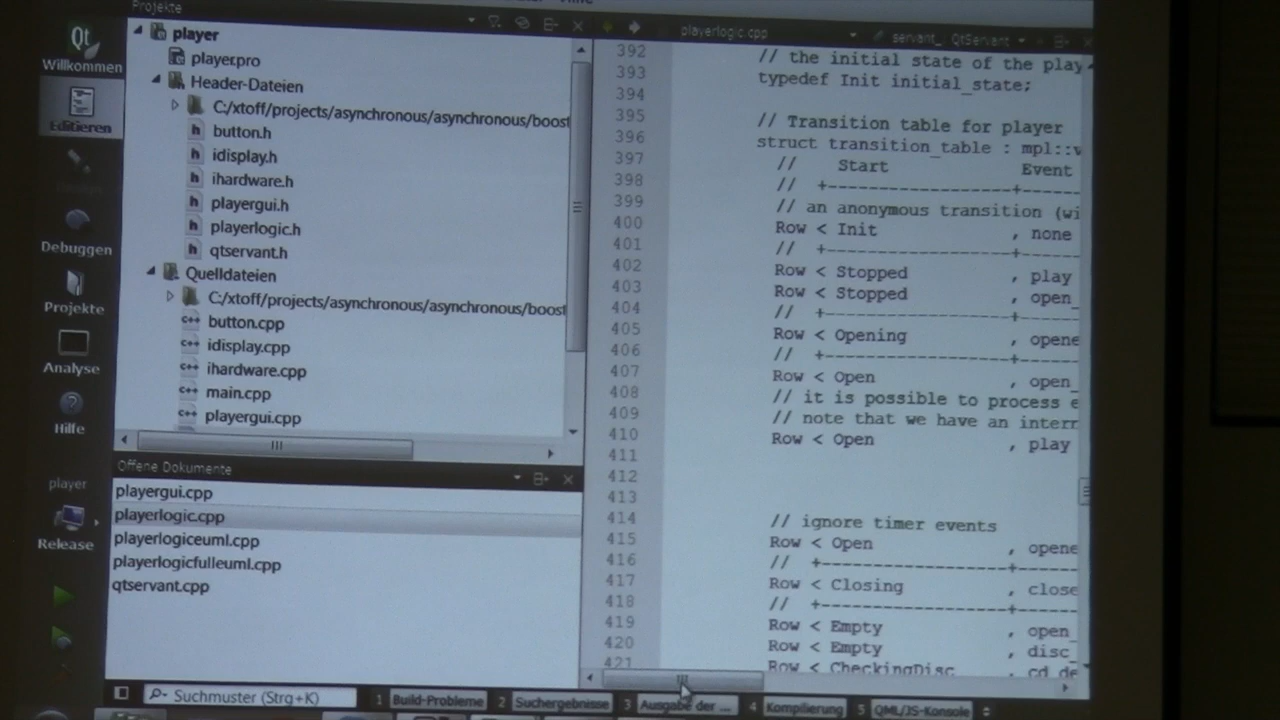 Projekte
Qt
Willkommen
Editieren
Debuggen
Projekte
Analyse
Hilfe
player
Release
player
player.pro
Header-Dateien
C:/xtoff/projects/asynchronous/asynchronous/boost
button.h
idisplay.h
ihardware.h
playergui.h
playerlogic.h
qtservant.h
Quelldateien
C:/xtoff/projects/asynchronous/asynchronous/boost
button.cpp
idisplay.cpp
ihardware.cpp
main.cpp
playergui.cpp
Offene Dokumente
playergui.cpp
playerlogic.cpp
playerlogiceuml.cpp
playerlogicfulleuml.cpp
qtservant.cpp
playerlogic.cpp servant_ QtServant
392 // the initial state of the play
393 typedef Init initial_state;
394
395 // Transition table for player
396 struct transition_table : mpl::v
397 // Start Event
398 // +------------------+---
399 // an anonymous transition (wi
400 Row < Init , none
401 // +------------------+---
402 Row < Stopped , play
403 Row < Stopped , open_
404 // +------------------+---
405 Row < Opening , opene
406 // +------------------+---
407 Row < Open , open_
408 // it is possible to process e
409 // note that we have an intern
410 Row < Open , play
411
412
413
414 // ignore timer events
415 Row < Open , opene
416 // +------------------+---
417 Row < Closing , close
418 // +------------------+---
419 Row < Empty , open_
420 Row < Empty , disc_
421 Row < CheckingDisc , cd_de
Suchmuster (Strg+K) 1 Build-Probleme 2 Suchergebnisse 3 Ausgabe der ... 4 Kompilierung 5 QML/JS-Konsole